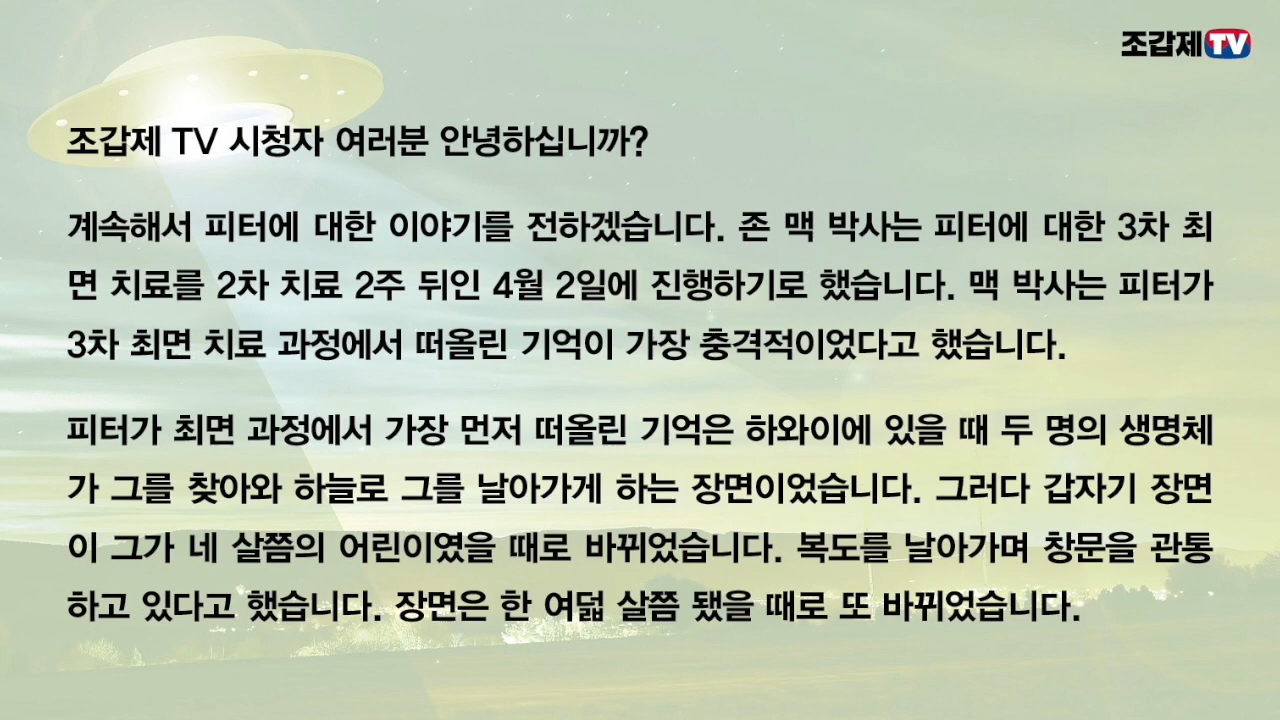 조갑제TV
조갑제 TV 시청자 여러분 안녕하십니까?
계속해서 피터에 대한 이야기를 전하겠습니다. 존 맥 박사는 피터에 대한 3차 최
면 치료를 2차 치료 2주 뒤인 4월 2일에 진행하기로 했습니다. 맥 박사는 피터가
3차 최면 치료 과정에서 떠올린 기억이 가장 충격적이었다고 했습니다.
피터가 최면 과정에서 가장 먼저 떠올린 기억은 하와이에 있을 때 두 명의 생명체
가 그를 찾아와 하늘로 그를 날아가게 하는 장면이었습니다. 그러다 갑자기 장면
이 그가 네 살쯤의 어린이였을 때로 바뀌었습니다. 복도를 날아가며 창문을 관통
하고 있다고 했습니다. 장면은 한 여덟 살쯤 됐을 때로 또 바뀌었습니다.